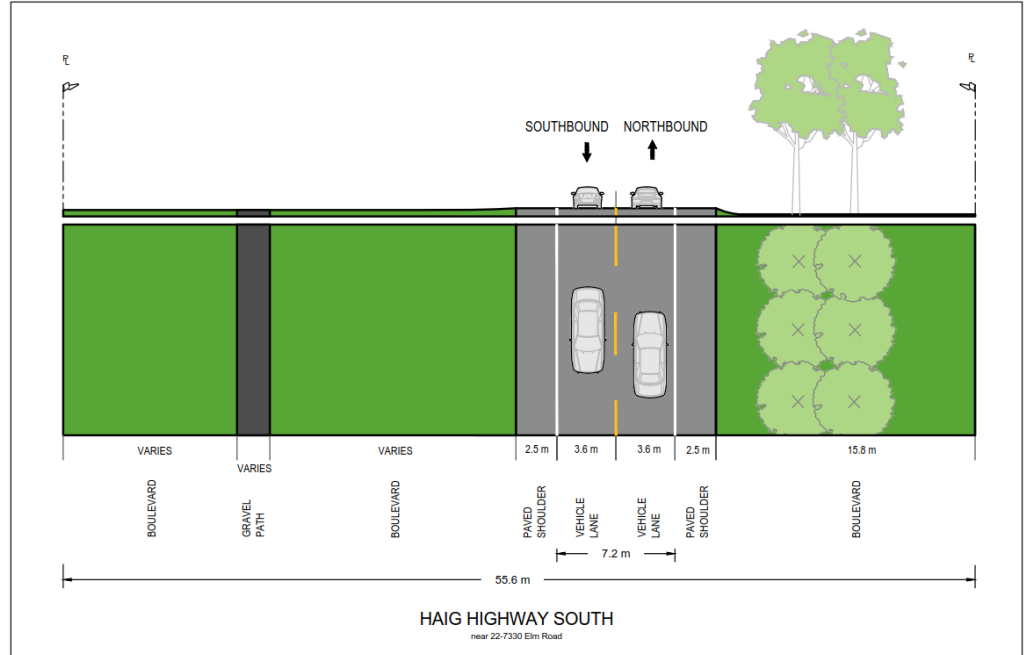 PL
PL
SOUTHBOUND NORTHBOUND
VARIES VARIES 2.5 m 3.6 m 3.6 m 2.5 m 15.8 m
VARIES
BOULEVARD
GRAVEL
PATH
BOULEVARD
PAVED
SHOULDER
VEHICLE
LANE
VEHICLE
LANE
PAVED
SHOULDER
BOULEVARD
7.2 m
55.6 m
HAIG HIGHWAY SOUTH
near 22-7330 Elm Road